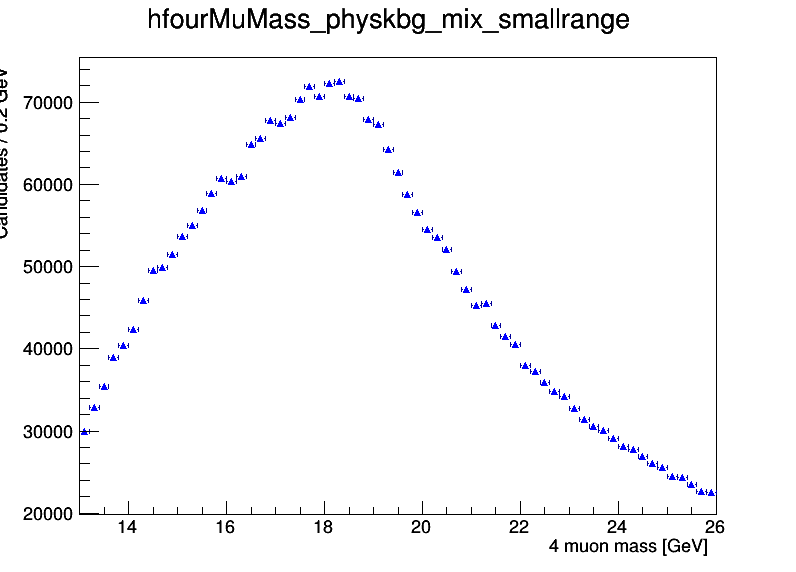 hfourMuMass_physkbg_mix_smallrange
Candidates / 0.2 GeV
70000
60000
50000
40000
30000
20000
14 16 18 20 22 24 26
4 muon mass [GeV]